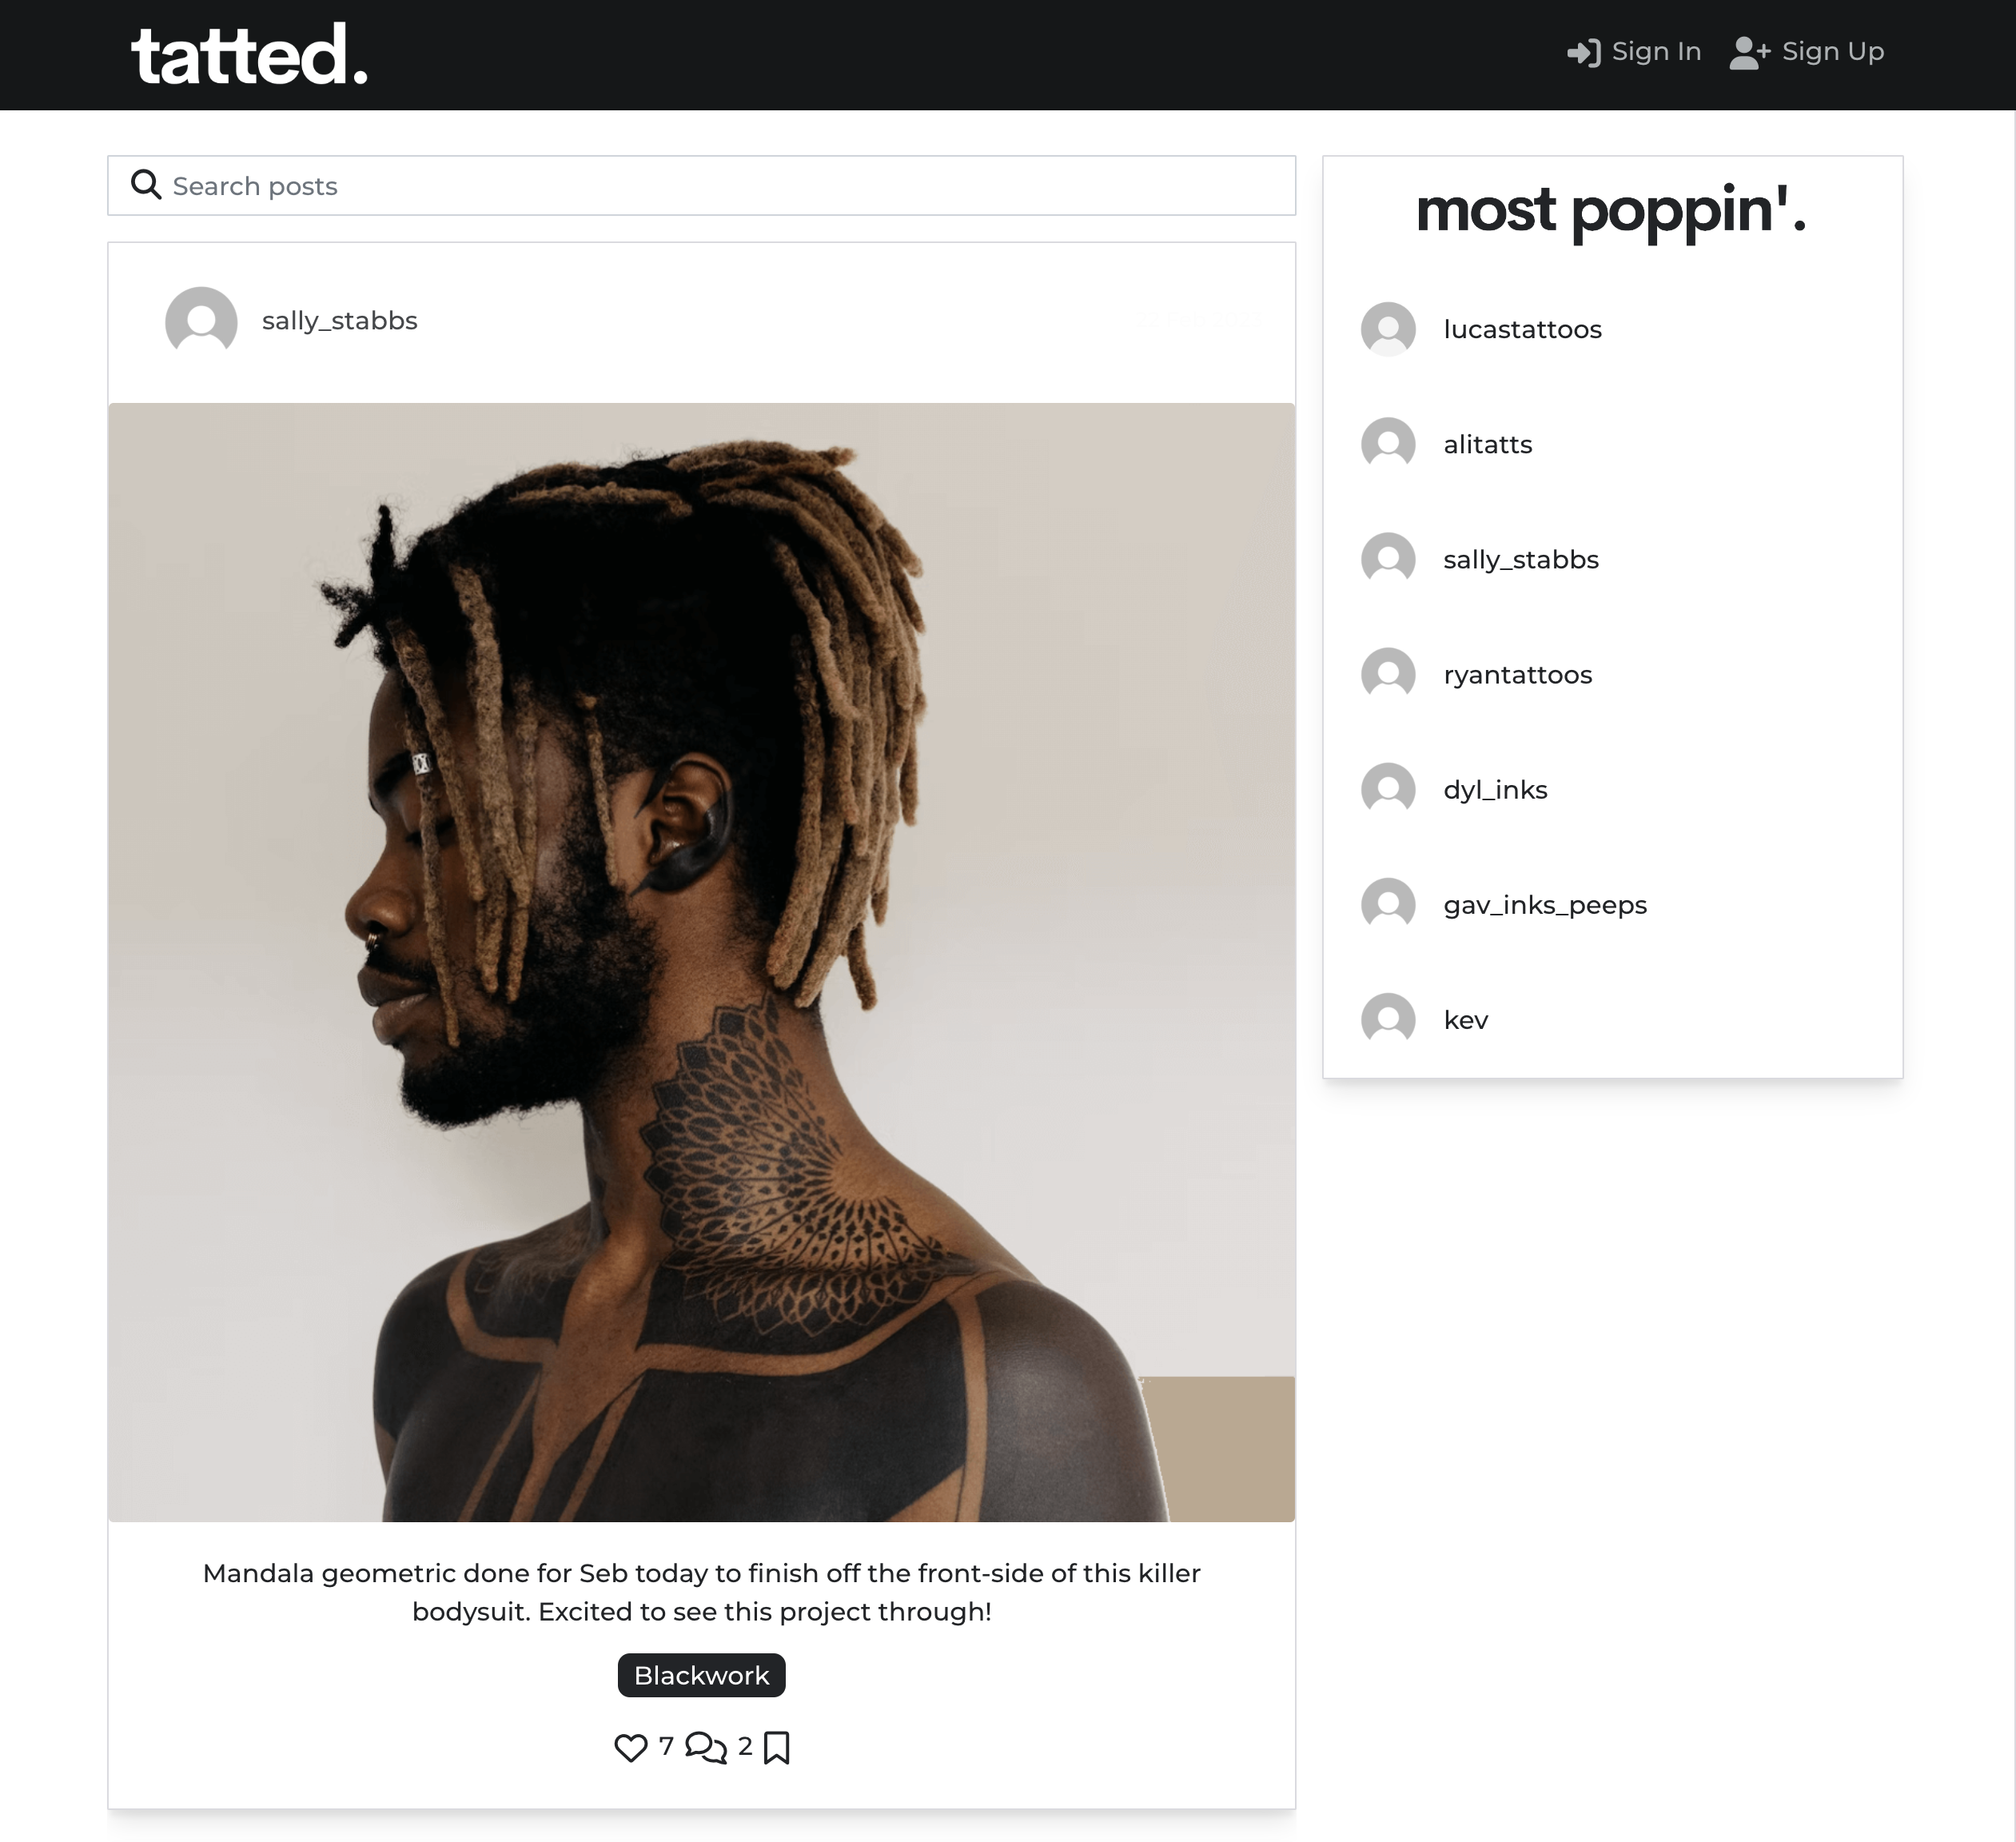 tatted.
Sign In
Sign Up
Search posts
sally_stabbs
Mandala geometric done for Seb today to finish off the front-side of this killer
bodysuit. Excited to see this project through!
Blackwork
7
2
most poppin'.
lucastattoos
alitatts
sally_stabbs
ryantattoos
dyl_inks
gav_inks_peeps
kev